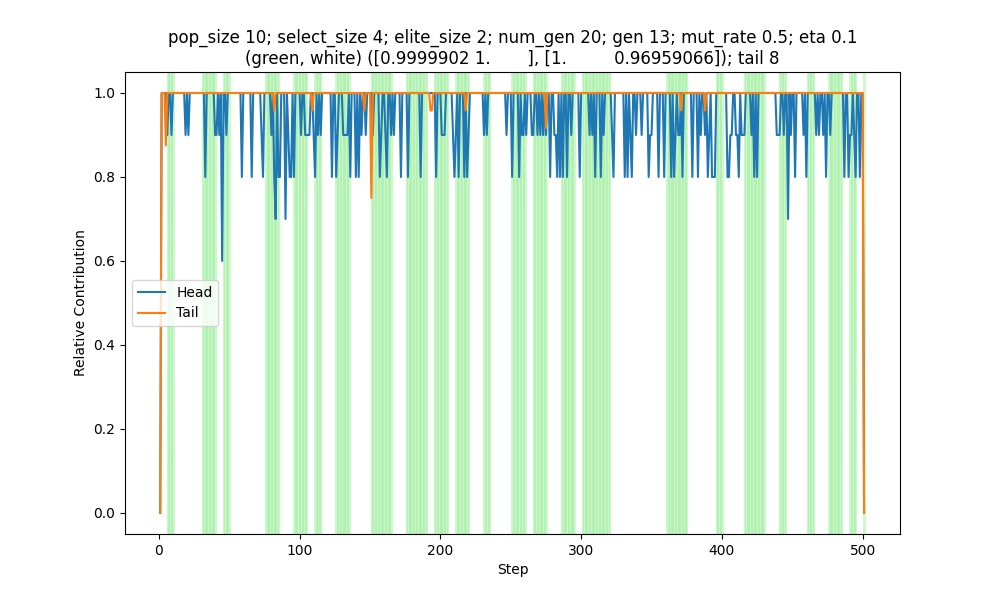 pop_size 10; select_size 4; elite_size 2; num_gen 20; gen 13; mut_rate 0.5; eta 0.1
(green, white) ([0.9999902 1.        ], [1.         0.96959066]); tail 8
1.0
0.8
0.6
0.4
0.2
0.0
Relative Contribution
Head
Tail
0
100
200
300
400
500
Step